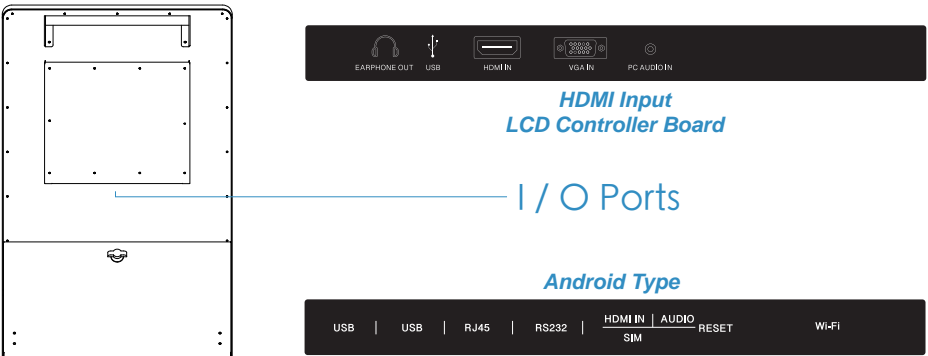 EARPHONE OUT USB HDMI IN VGA IN PC AUDIO IN
HDMI Input
LCD Controller Board
I / O Ports
Android Type
USB | USB | RJ45 | RS232 | HDMI IN | AUDIO RESET Wi-Fi
SIM